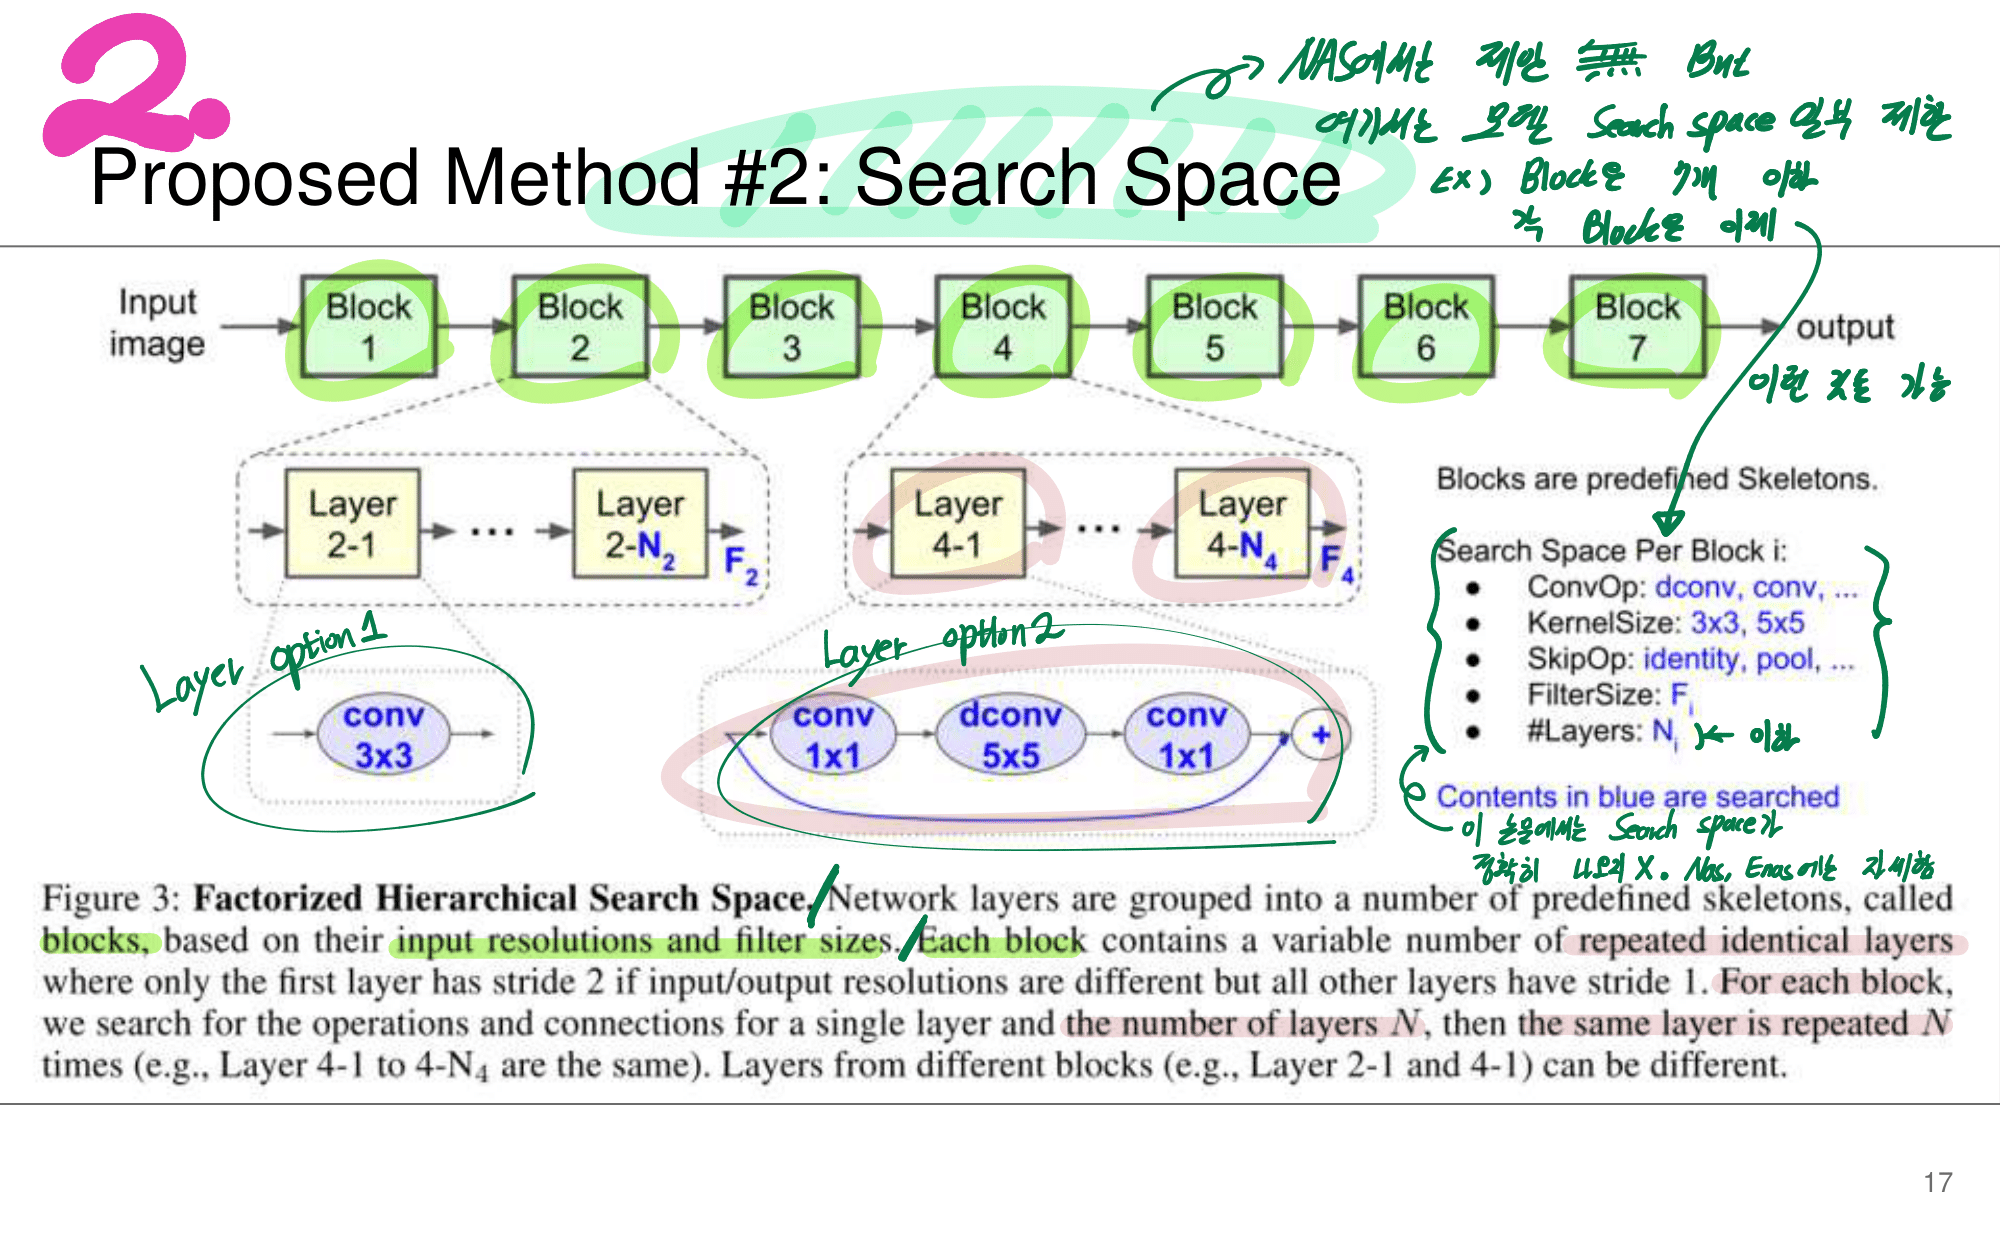 2.
NAS에서는 제안 But
여기서는 모델 Search space 일부 제한
Ex) Block은 7개 이하
각 Block은 이제
Proposed Method #2: Search Space
Input image
Block 1
Block 2
Block 3
Block 4
Block 5
Block 6
Block 7
output
이런 것들 가능
Layer 2-1
...
Layer 2-N2
F2
Layer 4-1
...
Layer 4-N4
F4
Blocks are predefined Skeletons.
Search Space Per Block i:
● ConvOp: dconv, conv, ...
● KernelSize: 3x3, 5x5
● SkipOp: identity, pool, ...
● FilterSize: Fi
● #Layers: Ni 이하
Contents in blue are searched
이 논문에서는 Search space가
정확히 나오지 X. Nas, Enas에는 자세함
Layer option 1
conv 3x3
Layer option 2
conv 1x1
dconv 5x5
conv 1x1
+
Figure 3: Factorized Hierarchical Search Space. Network layers are grouped into a number of predefined skeletons, called
blocks, based on their input resolutions and filter sizes. Each block contains a variable number of repeated identical layers
where only the first layer has stride 2 if input/output resolutions are different but all other layers have stride 1. For each block,
we search for the operations and connections for a single layer and the number of layers N, then the same layer is repeated N
times (e.g., Layer 4-1 to 4-N4 are the same). Layers from different blocks (e.g., Layer 2-1 and 4-1) can be different.
17